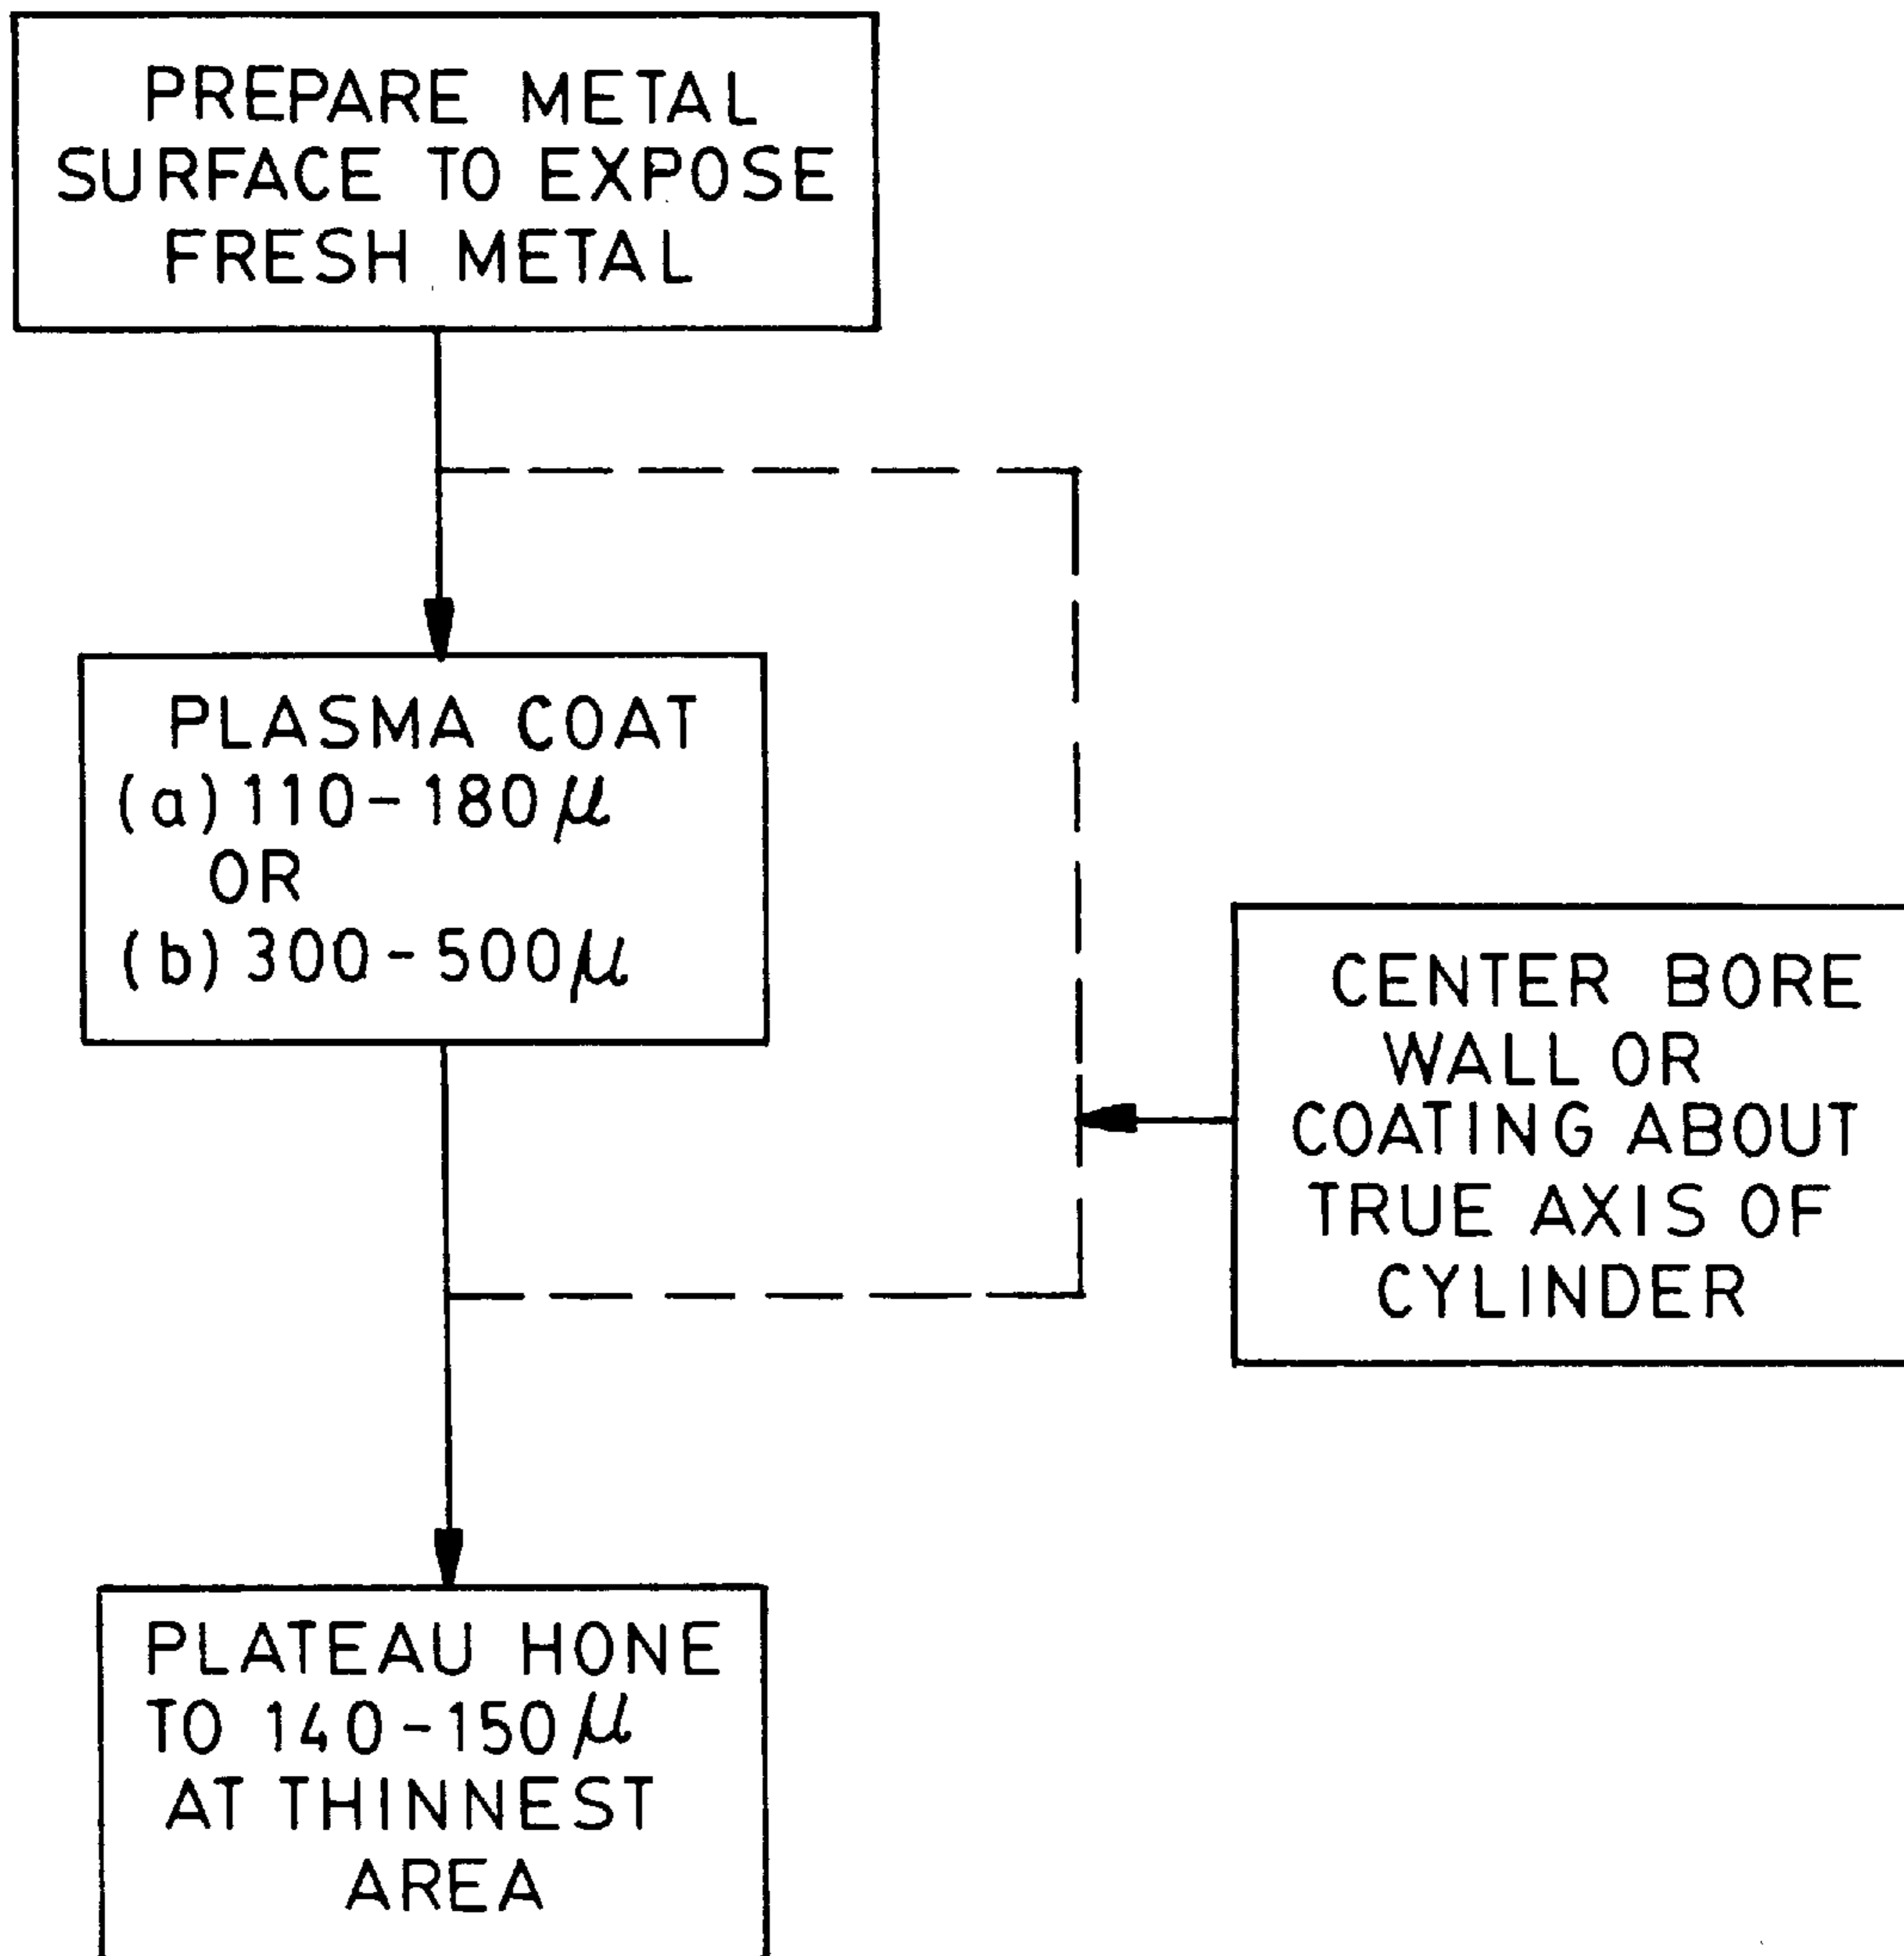 PREPARE METAL
SURFACE TO EXPOSE
FRESH METAL
PLASMA COAT
(a) 110-180μ
OR
(b) 300-500μ
CENTER BORE
WALL OR
COATING ABOUT
TRUE AXIS OF
CYLINDER
PLATEAU HONE
TO 140-150μ
AT THINNEST
AREA